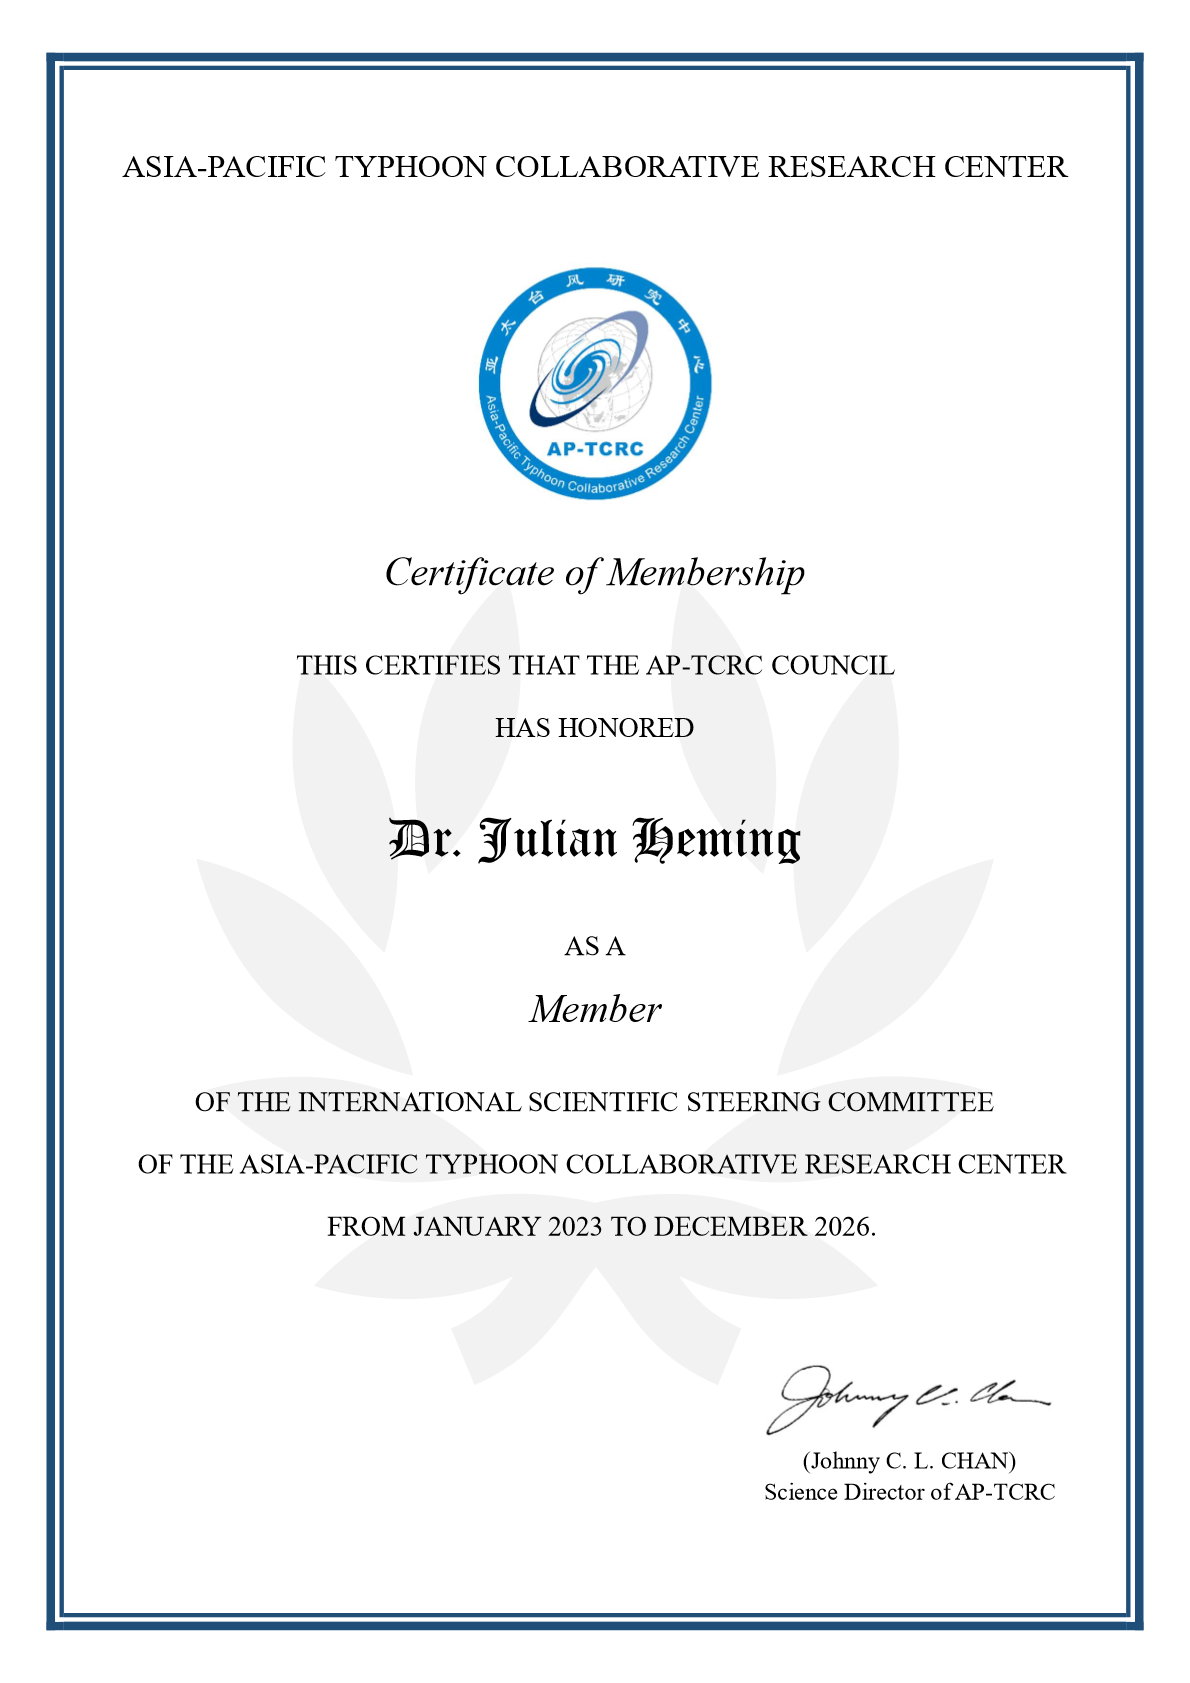 ASIA-PACIFIC TYPHOON COLLABORATIVE RESEARCH CENTER
亚太台风研究中心
AP-TCRC
Asia-Pacific Typhoon Collaborative Research Center
Certificate of Membership
THIS CERTIFIES THAT THE AP-TCRC COUNCIL
HAS HONORED
Dr. Julian Heming
AS A
Member
OF THE INTERNATIONAL SCIENTIFIC STEERING COMMITTEE
OF THE ASIA-PACIFIC TYPHOON COLLABORATIVE RESEARCH CENTER
FROM JANUARY 2023 TO DECEMBER 2026.
Johnny C. L. Chan
(Johnny C. L. CHAN)
Science Director of AP-TCRC